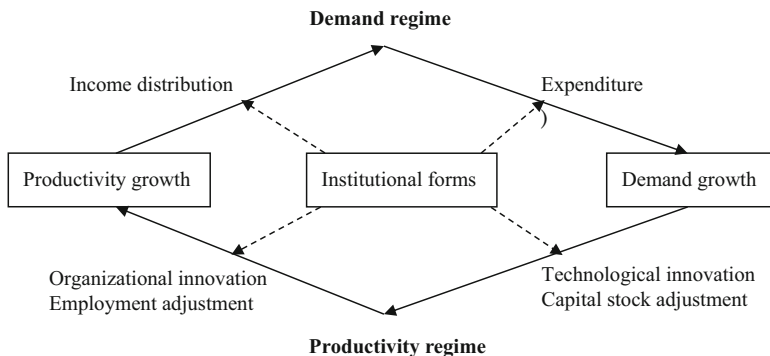 Demand regime
Income distribution
Expenditure
)
Productivity growth
Institutional forms
Demand growth
Organizational innovation
Employment adjustment
Technological innovation
Capital stock adjustment
Productivity regime